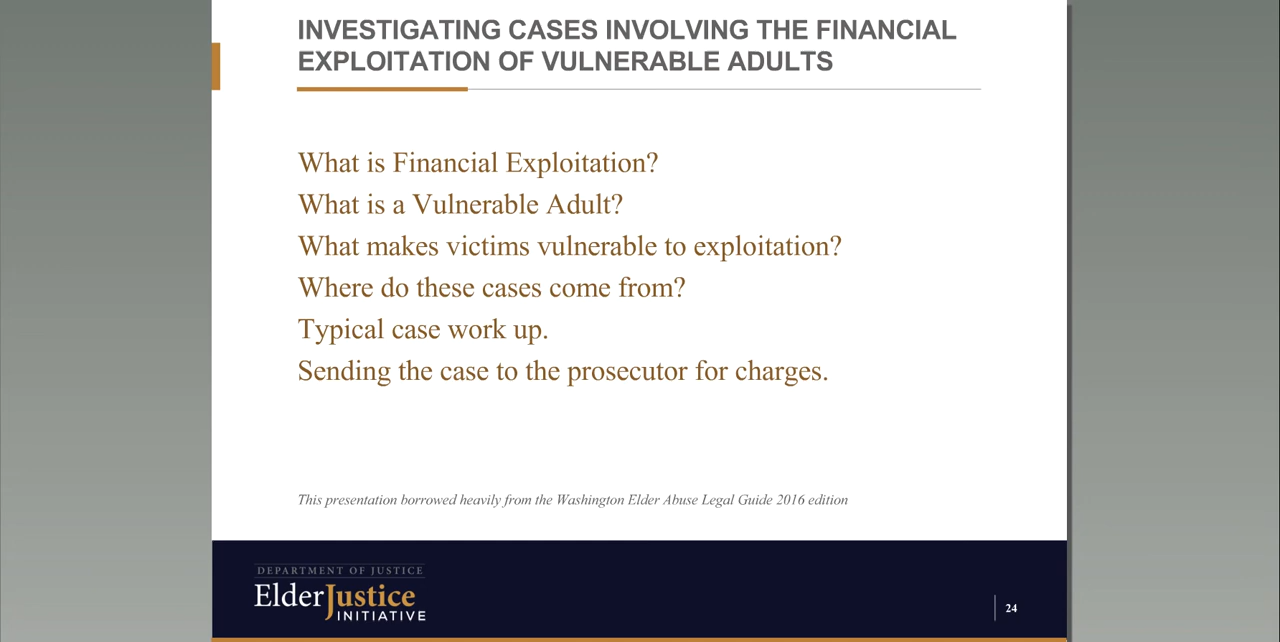 INVESTIGATING CASES INVOLVING THE FINANCIAL
EXPLOITATION OF VULNERABLE ADULTS
What is Financial Exploitation?
What is a Vulnerable Adult?
What makes victims vulnerable to exploitation?
Where do these cases come from?
Typical case work up.
Sending the case to the prosecutor for charges.
This presentation borrowed heavily from the Washington Elder Abuse Legal Guide 2016 edition
DEPARTMENT OF JUSTICE
ElderJustice
INITIATIVE
24